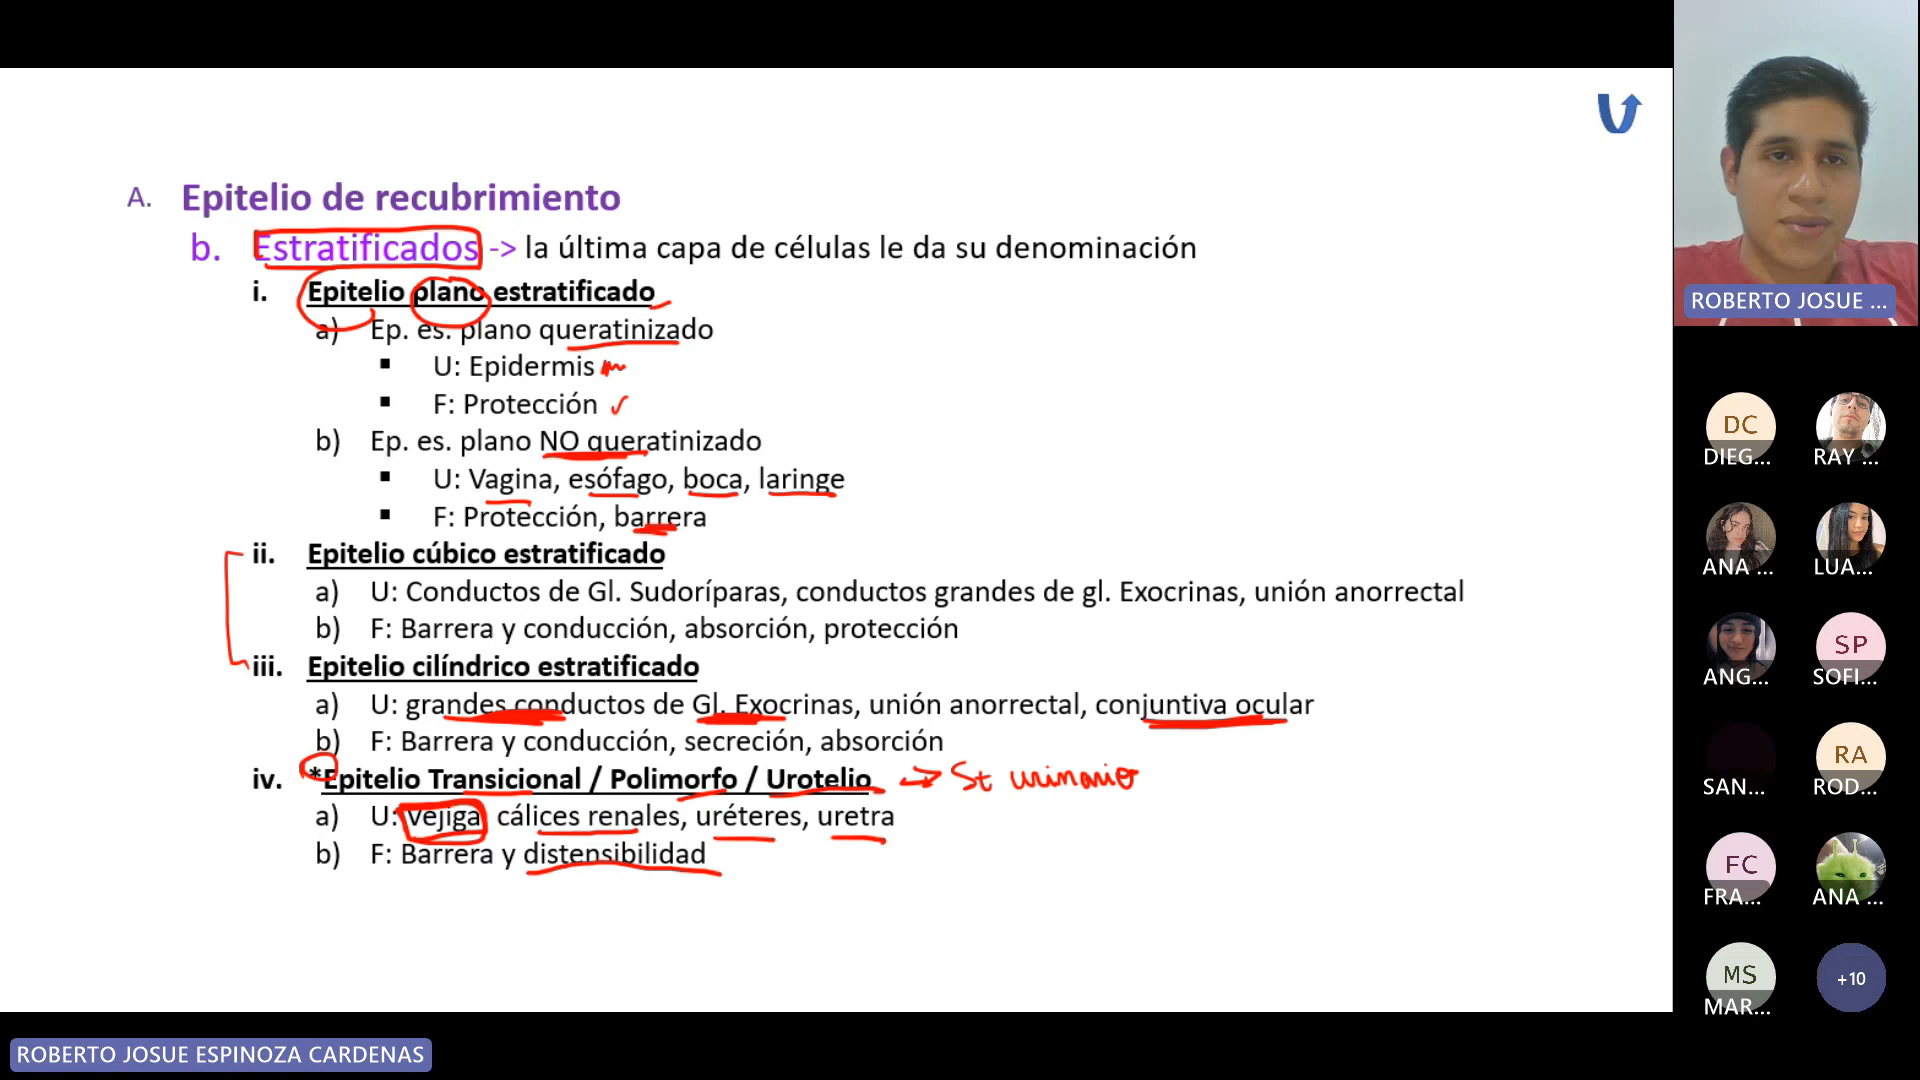 A. Epitelio de recubrimiento
b. Estratificados -> la última capa de células le da su denominación
i. Epitelio plano estratificado
a) Ep. es. plano queratinizado
▪ U: Epidermis
▪ F: Protección
b) Ep. es. plano NO queratinizado
▪ U: Vagina, esófago, boca, laringe
▪ F: Protección, barrera
ii. Epitelio cúbico estratificado
a) U: Conductos de Gl. Sudoríparas, conductos grandes de gl. Exocrinas, unión anorrectal
b) F: Barrera y conducción, absorción, protección
iii. Epitelio cilíndrico estratificado
a) U: grandes conductos de Gl. Exocrinas, unión anorrectal, conjuntiva ocular
b) F: Barrera y conducción, secreción, absorción
iv. *Epitelio Transicional / Polimorfo / Urotelio → St urinario
a) U: vejiga, cálices renales, uréteres, uretra
b) F: Barrera y distensibilidad
ROBERTO JOSUE ESPINOZA CARDENAS
ROBERTO JOSUE ...
DC
DIEG...
RAY ...
ANA ...
LUA...
ANG...
SP
SOFI...
SAN...
RA
ROD...
FC
FRA...
ANA ...
MS
MAR...
+10